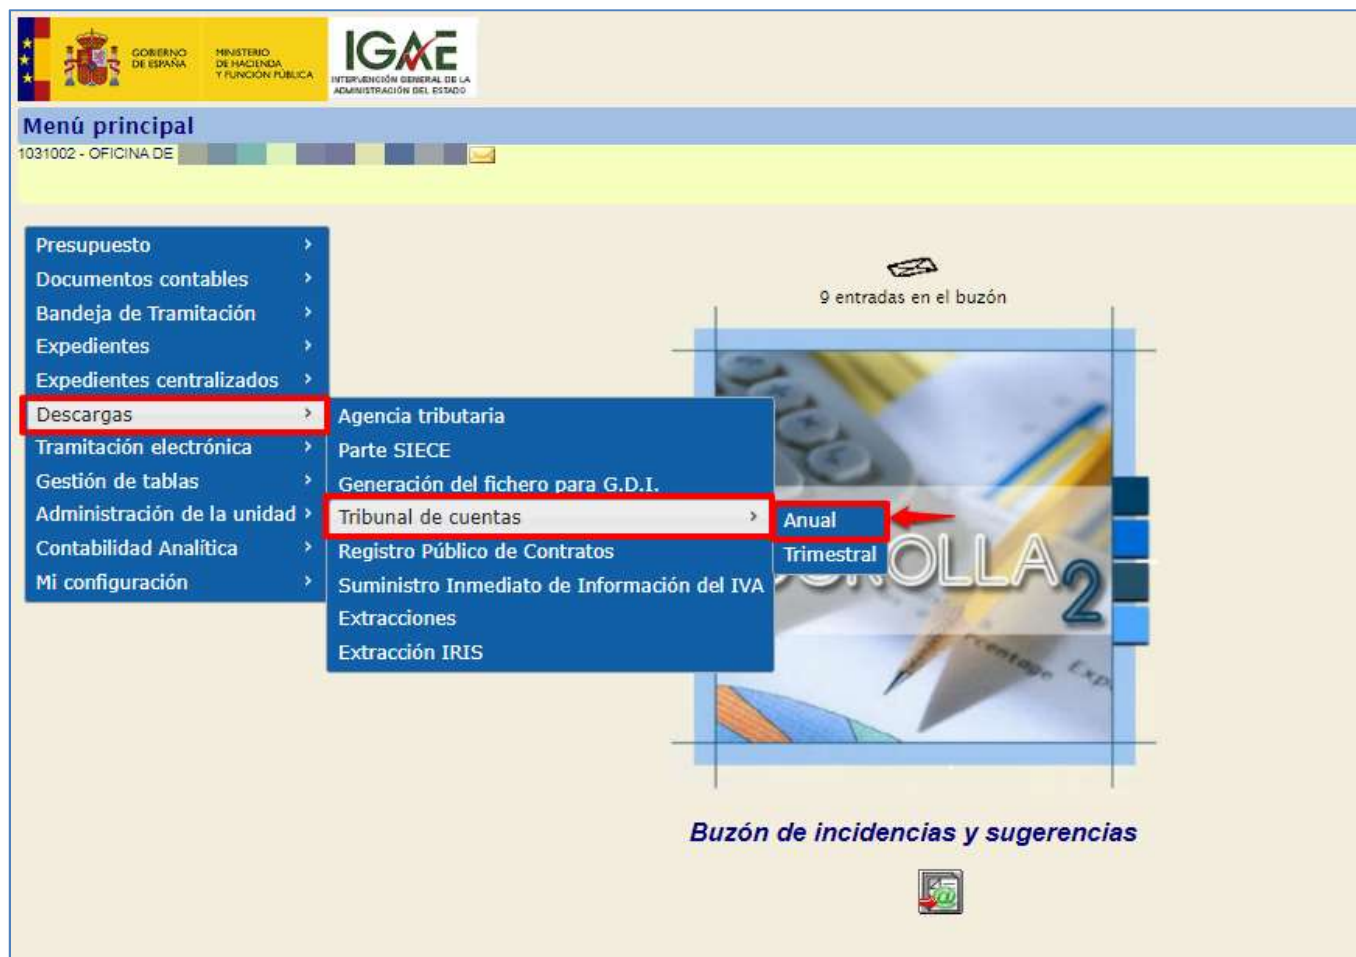 GOBIERNO
DE ESPAÑA
MINISTERIO
DE HACIENDA
Y FUNCIÓN PÚBLICA
IGAE
INTERVENCIÓN GENERAL DE LA
ADMINISTRACIÓN DEL ESTADO
Menú principal
1031002 - OFICINA DE
9 entradas en el buzón
Presupuesto
Documentos contables
Bandeja de Tramitación
Expedientes
Expedientes centralizados
Descargas
Tramitación electrónica
Gestión de tablas
Administración de la unidad
Contabilidad Analítica
Mi configuración
Agencia tributaria
Parte SIECE
Generación del fichero para G.D.I.
Tribunal de cuentas
Registro Público de Contratos
Suministro Inmediato de Información del IVA
Extracciones
Extracción IRIS
Anual
Trimestral
OLLA2
Buzón de incidencias y sugerencias